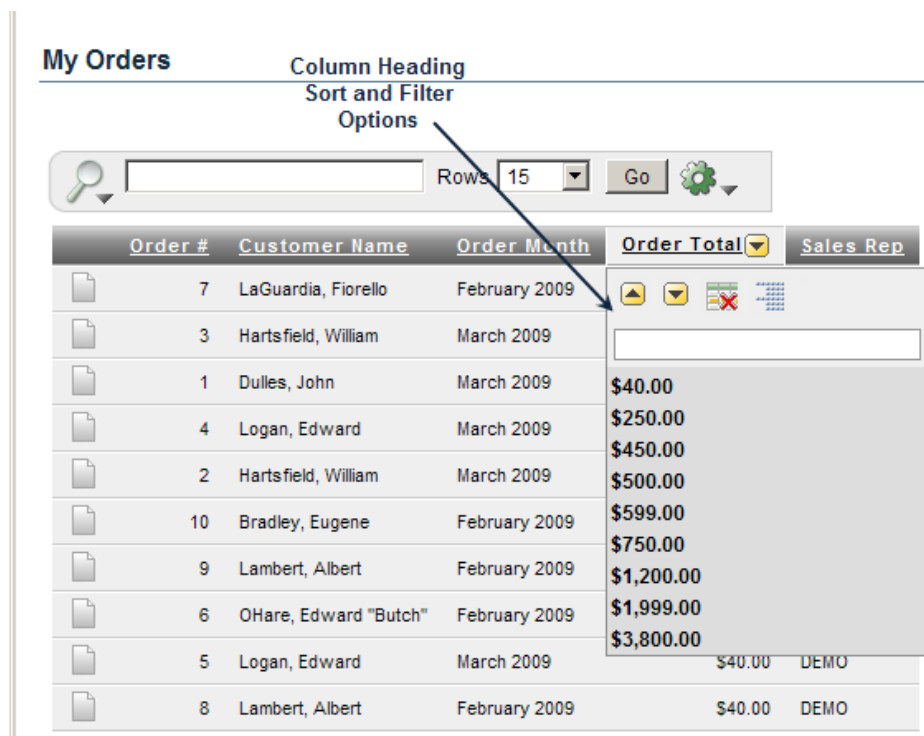 My Orders
Column Heading
Sort and Filter
Options
Rows 15 Go
Order # Customer Name Order Month Order Total Sales Rep
7 LaGuardia, Fiorello February 2009
3 Hartsfield, William March 2009
1 Dulles, John March 2009
4 Logan, Edward March 2009
2 Hartsfield, William March 2009
10 Bradley, Eugene February 2009
9 Lambert, Albert February 2009
6 OHare, Edward "Butch" February 2009
5 Logan, Edward March 2009 $40.00 DEMO
8 Lambert, Albert February 2009 $40.00 DEMO
$40.00
$250.00
$450.00
$500.00
$599.00
$750.00
$1,200.00
$1,999.00
$3,800.00